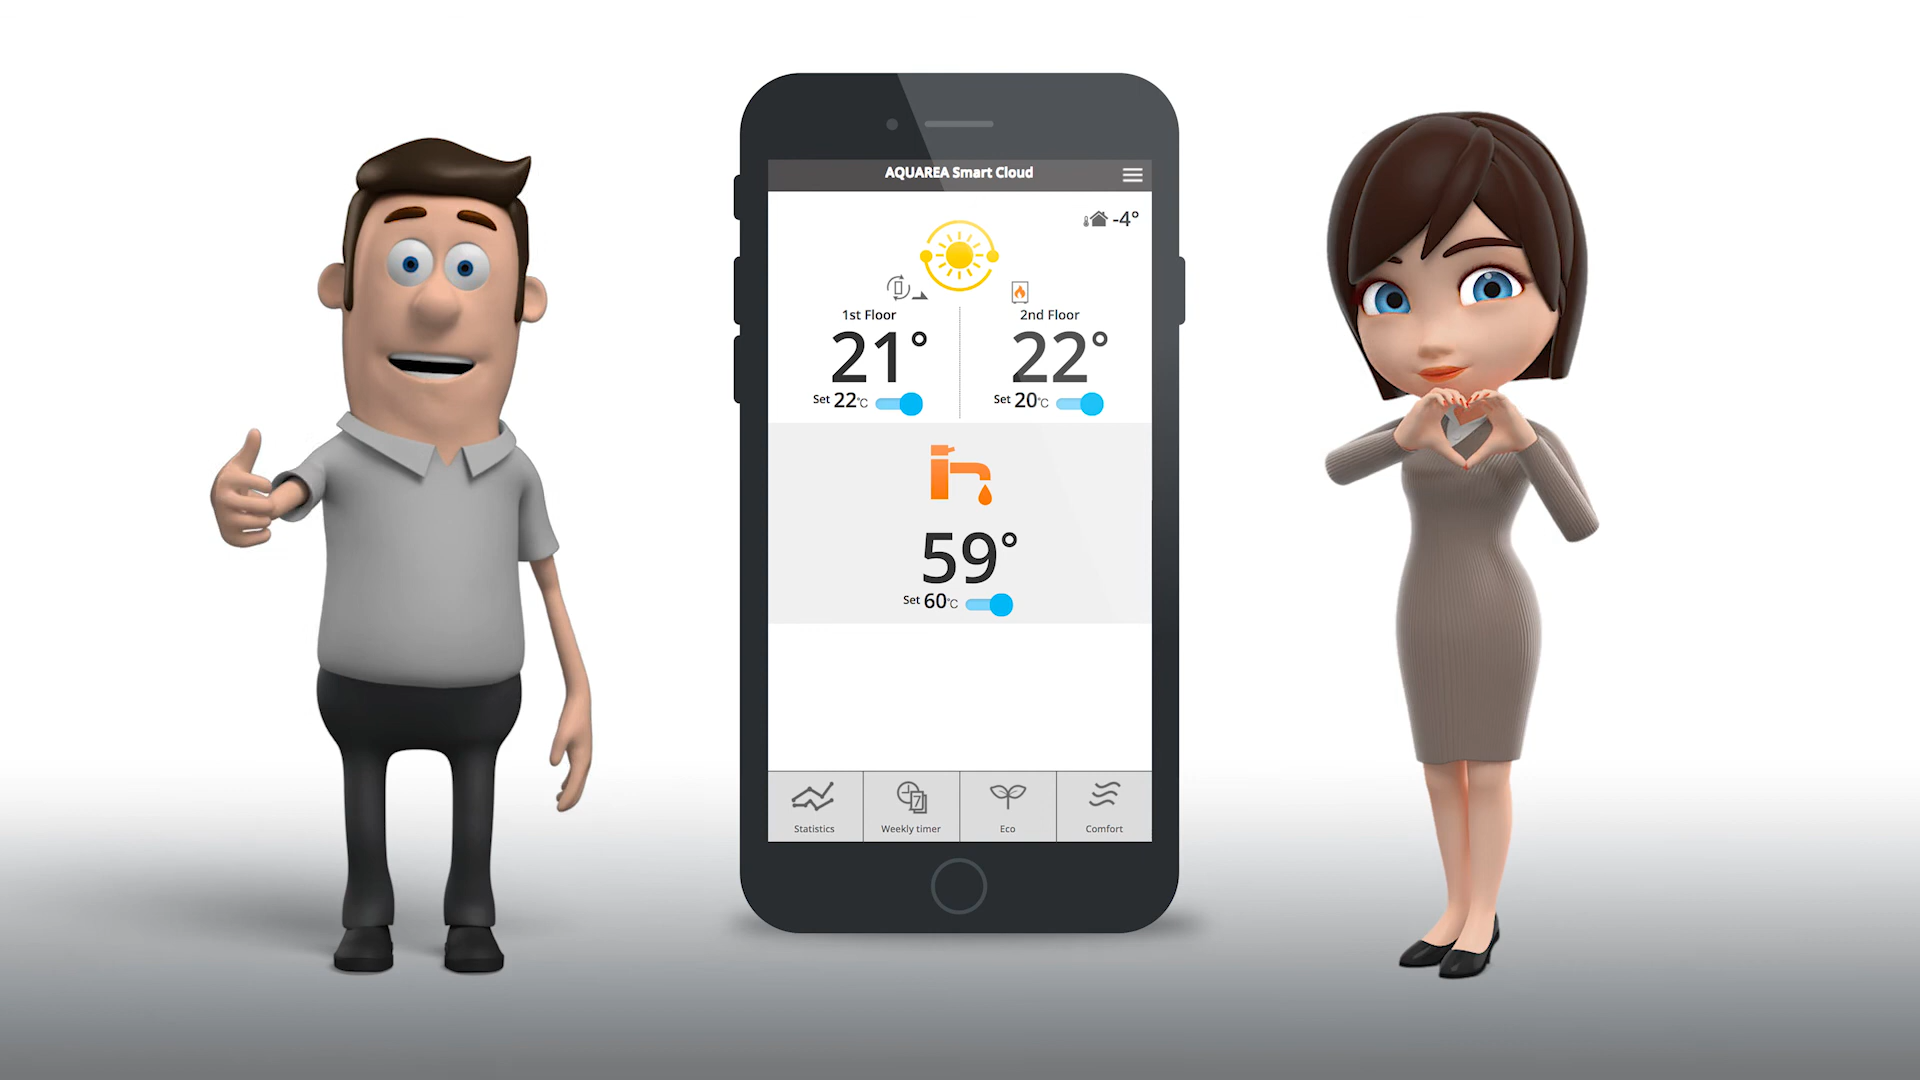 AQUAREA Smart Cloud
-4°
1st Floor
21°
Set 22°C
2nd Floor
22°
Set 20°C
59°
Set 60°C
7
Statistics
Weekly timer
Eco
Comfort